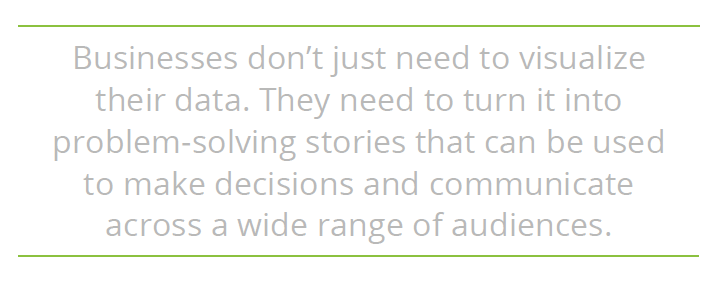 Businesses don’t just need to visualize
their data. They need to turn it into
problem-solving stories that can be used
to make decisions and communicate
across a wide range of audiences.